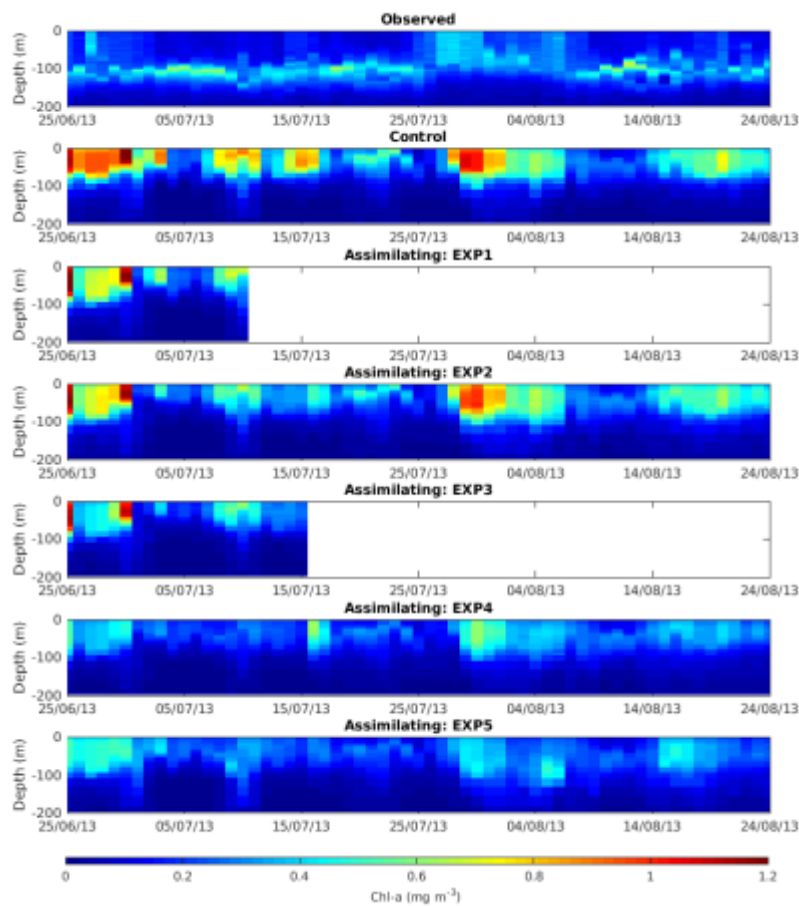 Observed
Depth (m)
0
-100
-200
25/06/13 05/07/13 15/07/13 25/07/13 04/08/13 14/08/13 24/08/13
Control
Depth (m)
0
-100
-200
25/06/13 05/07/13 15/07/13 25/07/13 04/08/13 14/08/13 24/08/13
Assimilating: EXP1
Depth (m)
0
-100
-200
25/06/13 05/07/13 15/07/13 25/07/13 04/08/13 14/08/13 24/08/13
Assimilating: EXP2
Depth (m)
0
-100
-200
25/06/13 05/07/13 15/07/13 25/07/13 04/08/13 14/08/13 24/08/13
Assimilating: EXP3
Depth (m)
0
-100
-200
25/06/13 05/07/13 15/07/13 25/07/13 04/08/13 14/08/13 24/08/13
Assimilating: EXP4
Depth (m)
0
-100
-200
25/06/13 05/07/13 15/07/13 25/07/13 04/08/13 14/08/13 24/08/13
Assimilating: EXP5
Depth (m)
0
-100
-200
25/06/13 05/07/13 15/07/13 25/07/13 04/08/13 14/08/13 24/08/13
0 0.2 0.4 0.6 0.8 1 1.2
Chl-a (mg m⁻³)